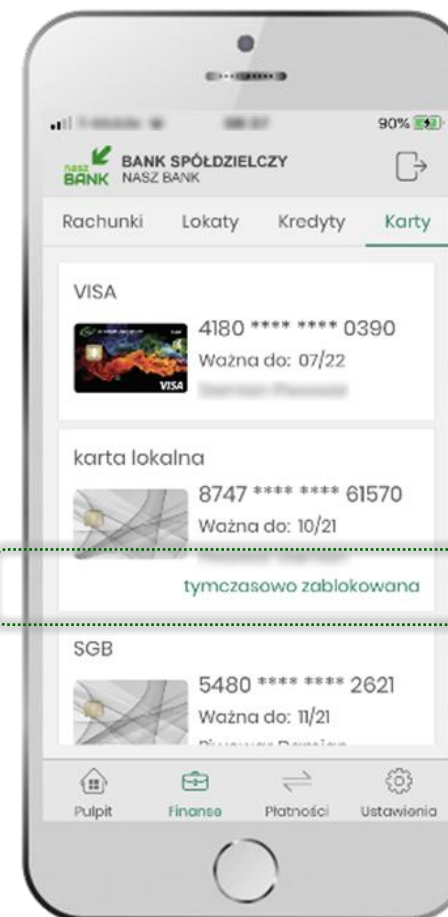 90%
nasz BANK
BANK SPÓŁDZIELCZY
NASZ BANK
Rachunki Lokaty Kredyty Karty
VISA
4180 **** **** 0390
Ważna do: 07/22
VISA
karta lokalna
8747 **** **** 61570
Ważna do: 10/21
tymczasowo zablokowana
SGB
5480 **** **** 2621
Ważna do: 11/21
Pulpit Finanse Płatności Ustawienia